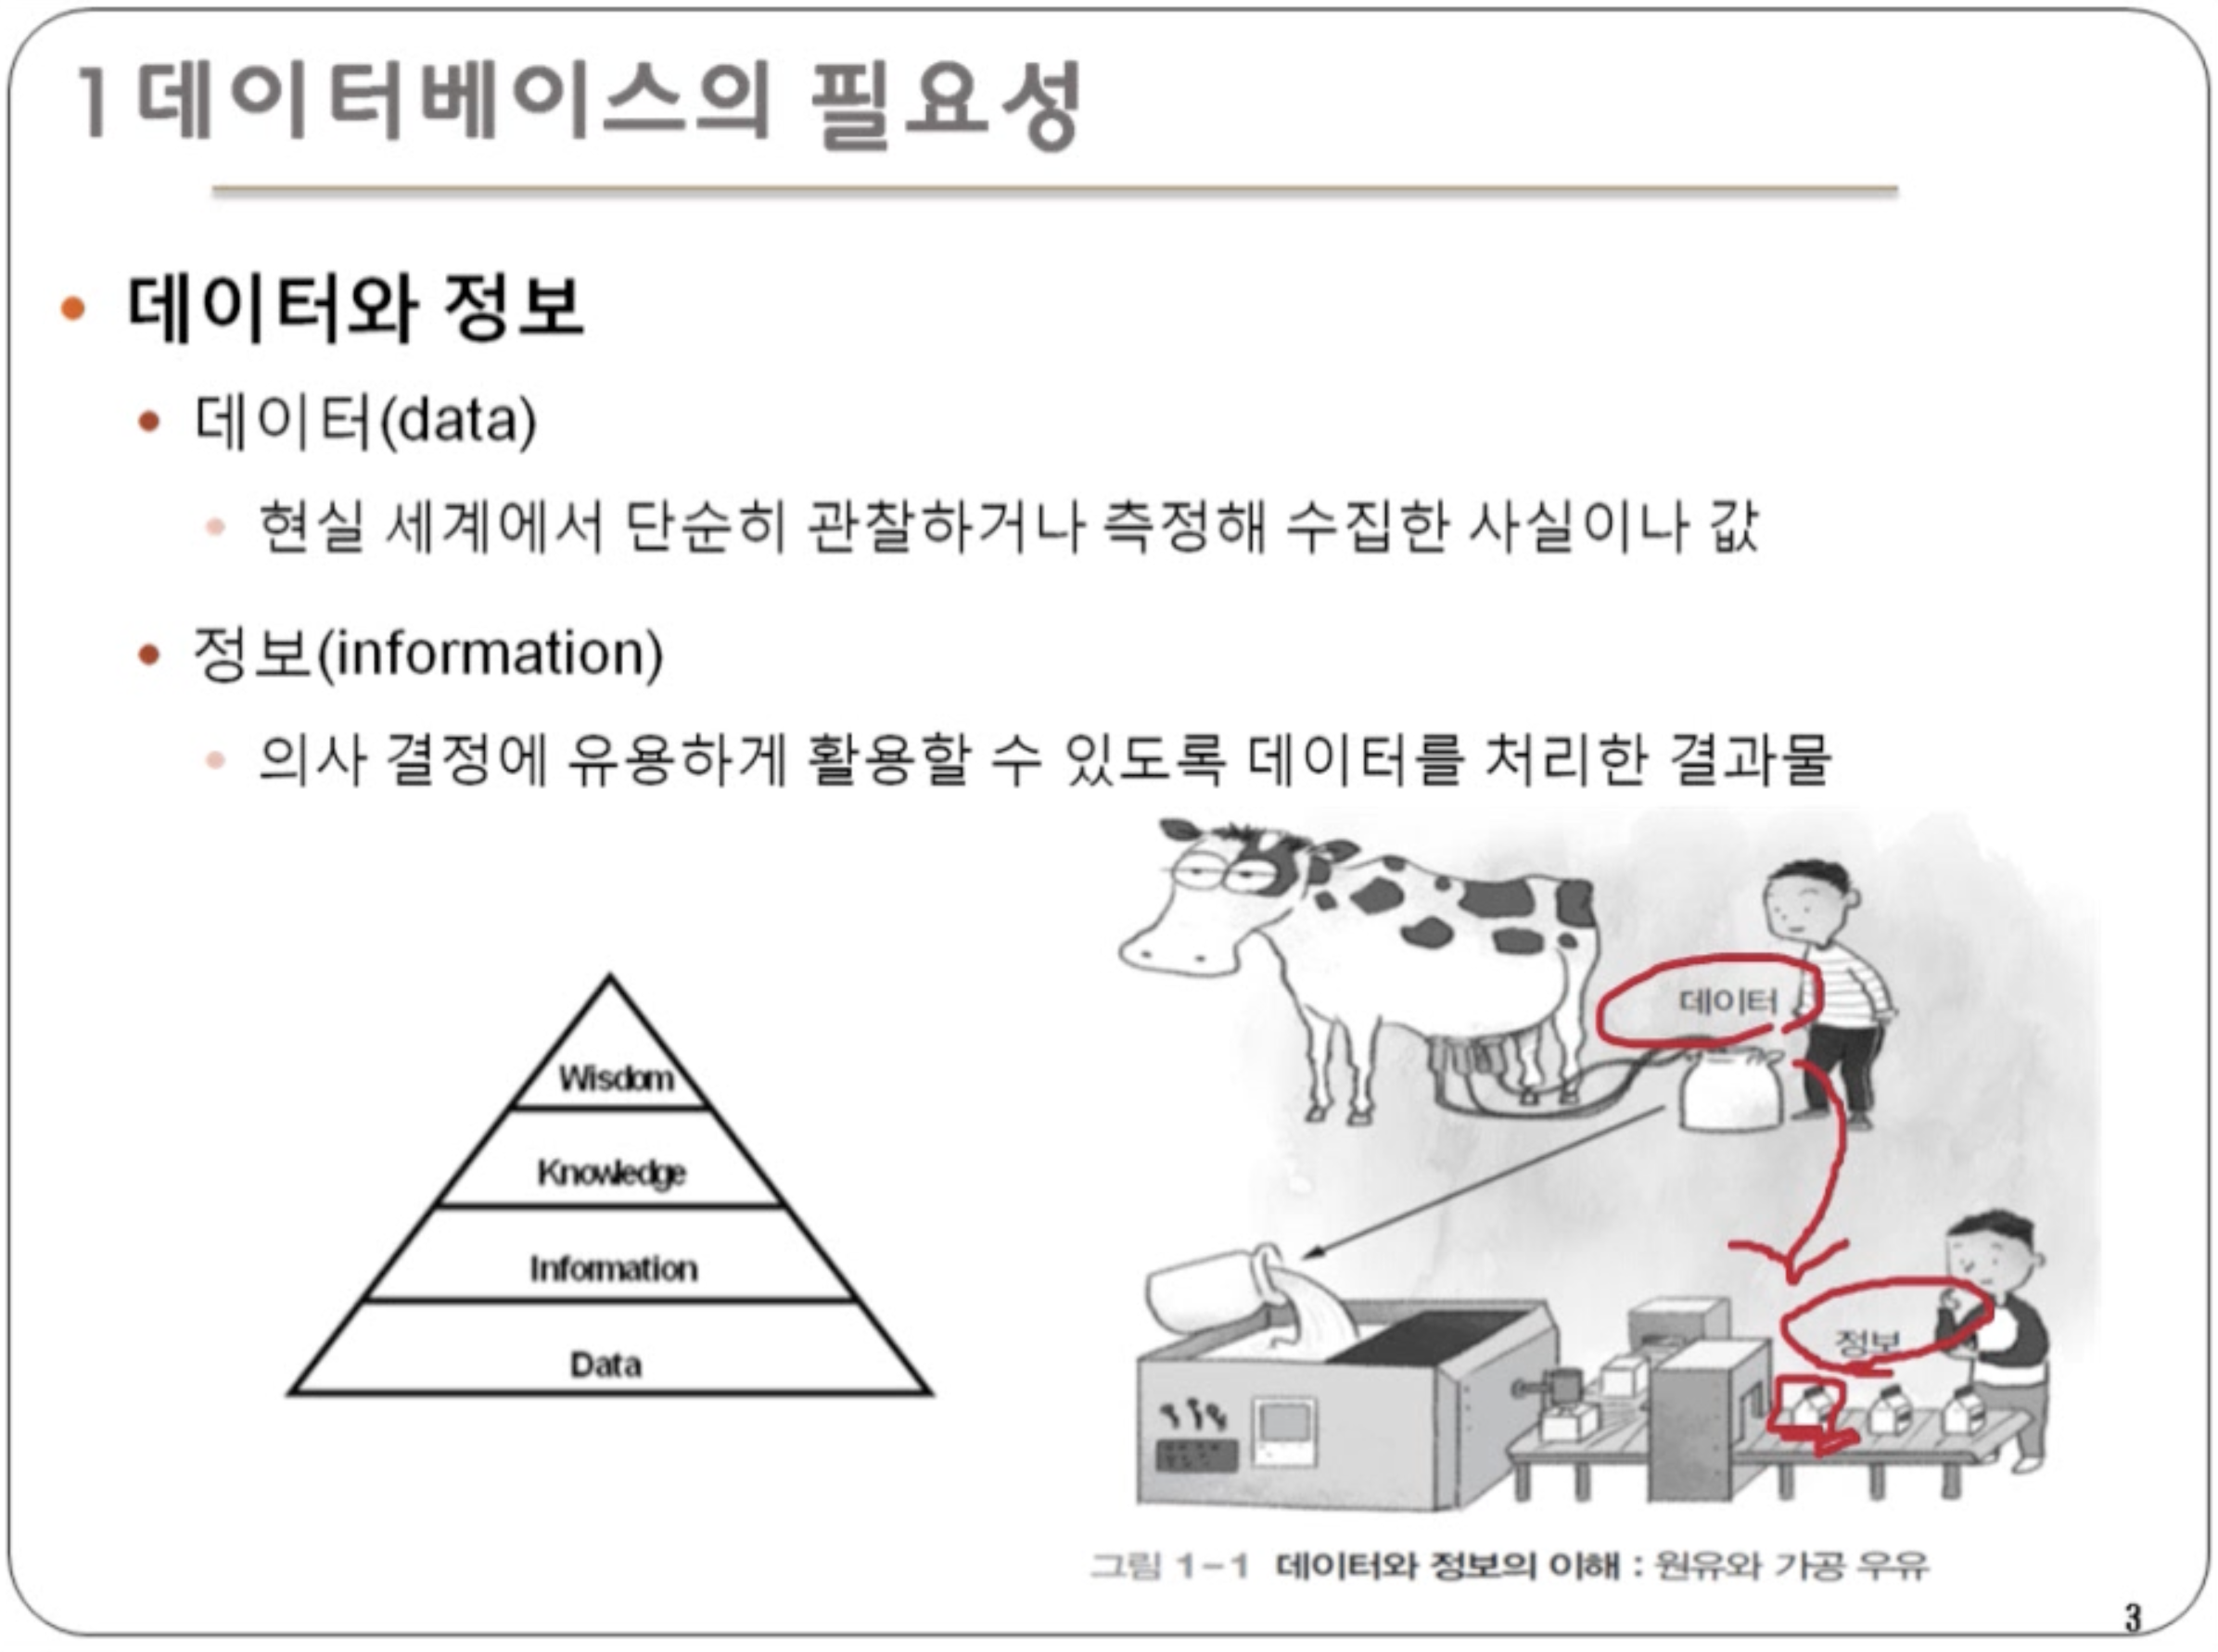 1 데이터베이스의 필요성
데이터와 정보
데이터(data)
현실 세계에서 단순히 관찰하거나 측정해 수집한 사실이나 값
정보(information)
의사 결정에 유용하게 활용할 수 있도록 데이터를 처리한 결과물
Wisdom
Knowledge
Information
Data
데이터
정보
그림 1-1 데이터와 정보의 이해 : 원유와 가공 우유
3